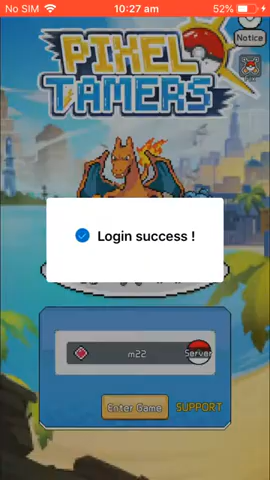 No SIM 10:27 am 52%
Notice
PIXEL
TAMERS
Login success !
m22
Server
Enter Game
SUPPORT